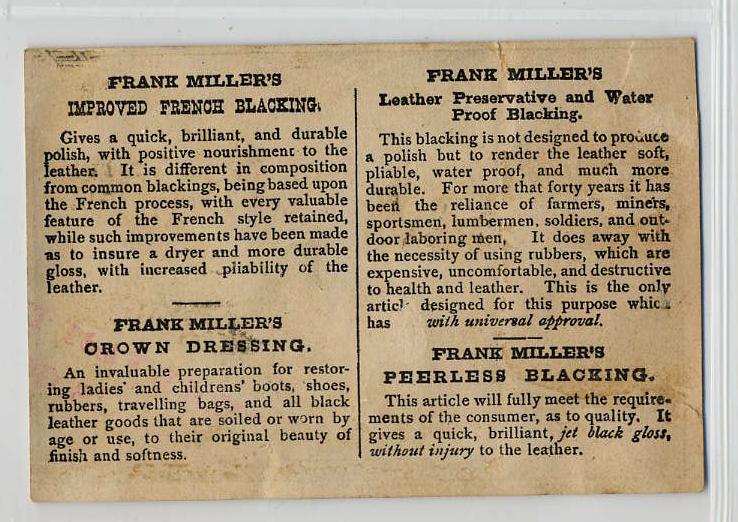 FRANK MILLER'S
IMPROVED FRENCH BLACKING.
Gives a quick, brilliant, and durable
polish, with positive nourishment to the
leather. It is different in composition
from common blackings, being based upon
the French process, with every valuable
feature of the French style retained,
while such improvements have been made
as to insure a dryer and more durable
gloss, with increased pliability of the
leather.
FRANK MILLER'S
CROWN DRESSING.
An invaluable preparation for restor-
ing ladies' and childrens' boots, shoes,
rubbers, travelling bags, and all black
leather goods that are soiled or worn by
age or use, to their original beauty of
finish and softness.
FRANK MILLER'S
Leather Preservative and Water
Proof Blacking.
This blacking is not designed to produce
a polish but to render the leather soft,
pliable, water proof, and much more
durable. For more that forty years it has
been the reliance of farmers, miners,
sportsmen, lumbermen, soldiers, and out-
door laboring men. It does away with
the necessity of using rubbers, which are
expensive, uncomfortable, and destructive
to health and leather. This is the only
article designed for this purpose which
has with universal approval.
FRANK MILLER'S
PEERLESS BLACKING.
This article will fully meet the require-
ments of the consumer, as to quality. It
gives a quick, brilliant, jet black gloss,
without injury to the leather.